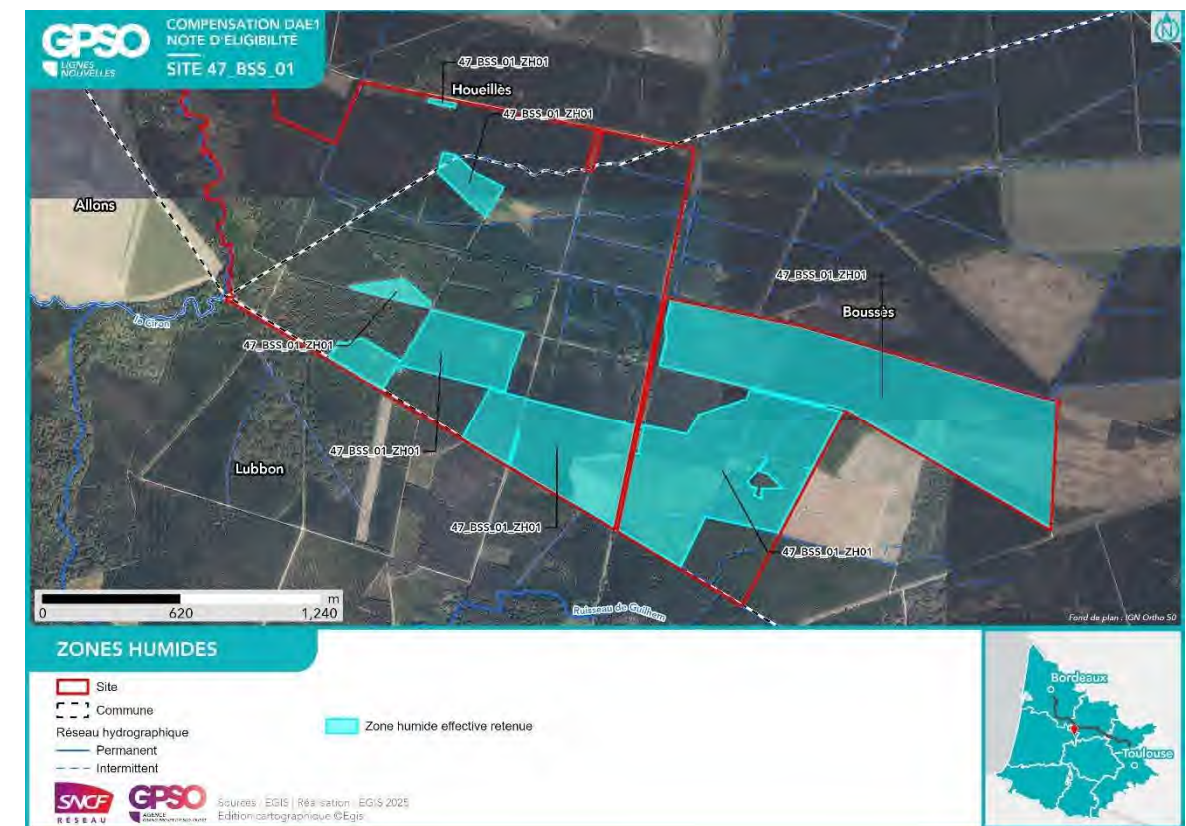 GPSO
LIGNES
NOUVELLES
COMPENSATION DAE1
NOTE D'ELIGIBILITÉ
SITE 47_BSS_01
N
47_BSS_01_ZH01
Houeillès
47_BSS_01_ZH01
Allons
47_BSS_01_ZH01
Boussès
le Ciron
47_BSS_01_ZH01
47_BSS_01_ZH01
Lubbon
47_BSS_01_ZH01
47_BSS_01_ZH01
m
0 620 1,240
Ruisseau de Guilhem
Fond de plan : IGN Ortho 50
ZONES HUMIDES
Site
Commune
Réseau hydrographique
Permanent
Intermittent
Zone humide effective retenue
Bordeaux
Toulouse
SNCF
RÉSEAU
GPSO
AGENCE
Sources : EGIS | Réalisation : EGIS 2025
Edition cartographique ©Egis